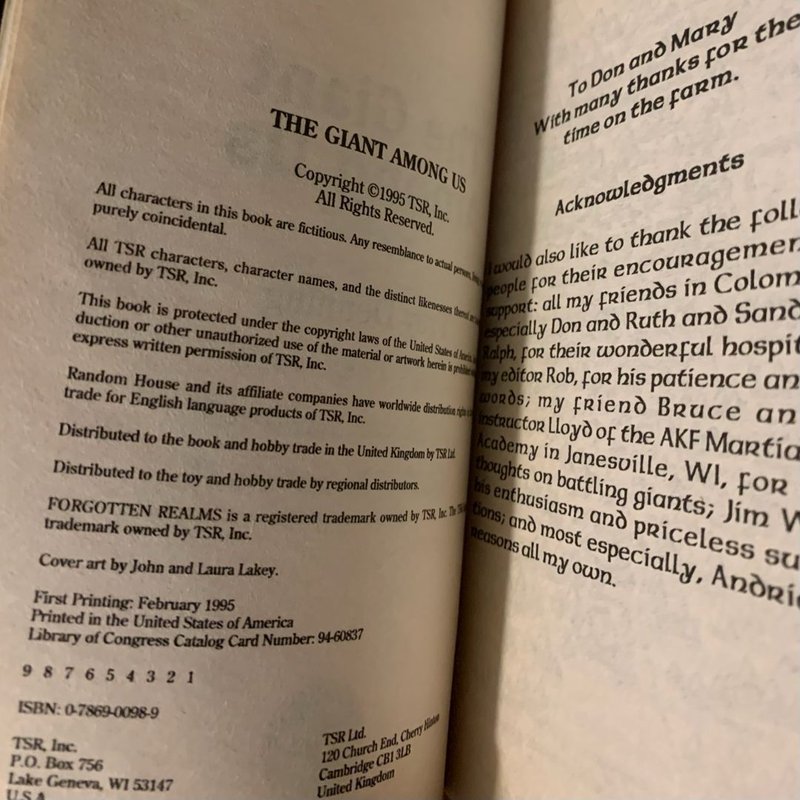 THE GIANT AMONG US
Copyright ©1995 TSR, Inc.
All Rights Reserved.
All characters in this book are fictitious. Any resemblance to actual persons,
purely coincidental.
All TSR characters, character names, and the distinct likenesses thereof are
owned by TSR, Inc.
This book is protected under the copyright laws of the United States of America.
duction or other unauthorized use of the material or artwork herein is prohibited
express written permission of TSR, Inc.
Random House and its affiliate companies have worldwide distribution rights
trade for English language products of TSR, Inc.
Distributed to the book and hobby trade in the United Kingdom by TSR Ltd.
Distributed to the toy and hobby trade by regional distributors.
FORGOTTEN REALMS is a registered trademark owned by TSR, Inc. The
trademark owned by TSR, Inc.
Cover art by John and Laura Lakey.
First Printing: February 1995
Printed in the United States of America
Library of Congress Catalog Card Number: 94-60837
9 8 7 6 5 4 3 2 1
ISBN: 0-7869-0098-9
TSR, Inc.
P.O. Box 756
Lake Geneva, WI 53147
U.S.A.
TSR Ltd.
120 Church End, Cherry Hinton
Cambridge CB1 3LB
United Kingdom
To Don and Mary
With many thanks for the
time on the farm.
Acknowledgments
I would also like to thank the foll
people for their encouragemen
support: all my friends in Colom
especially Don and Ruth and Sand
Ralph, for their wonderful hospit
my editor Rob, for his patience an
words; my friend Bruce an
instructor Lloyd of the AKF Martia
Academy in Janesville, WI, for
thoughts on battling giants; Jim W
his enthusiasm and priceless su
tions; and most especially, Andri
reasons all my own.